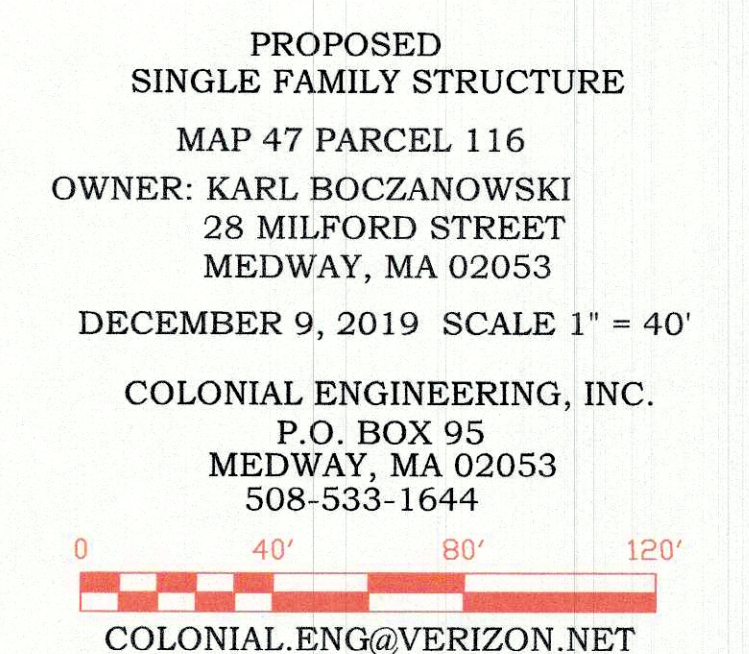 PROPOSED
SINGLE FAMILY STRUCTURE
MAP 47 PARCEL 116
OWNER: KARL BOCZANOWSKI
28 MILFORD STREET
MEDWAY, MA 02053
DECEMBER 9, 2019 SCALE 1" = 40'
COLONIAL ENGINEERING, INC.
P.O. BOX 95
MEDWAY, MA 02053
508-533-1644
0 40' 80' 120'
COLONIAL.ENG@VERIZON.NET